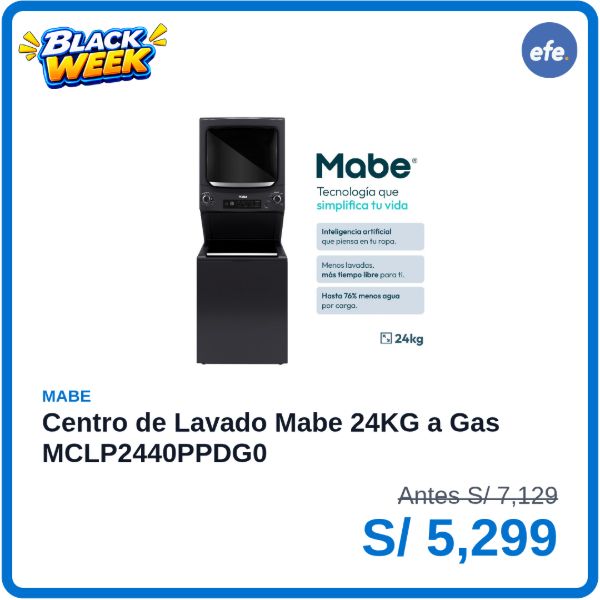 BLACK
WEEK
efe.
Mabe®
Tecnología que
simplifica tu vida
Inteligencia artificial
que piensa en tu ropa.
Menos lavadas,
más tiempo libre para ti.
Hasta 76% menos agua
por carga.
24kg
MABE
Centro de Lavado Mabe 24KG a Gas
MCLP2440PPDG0
Antes S/ 7,129
S/ 5,299